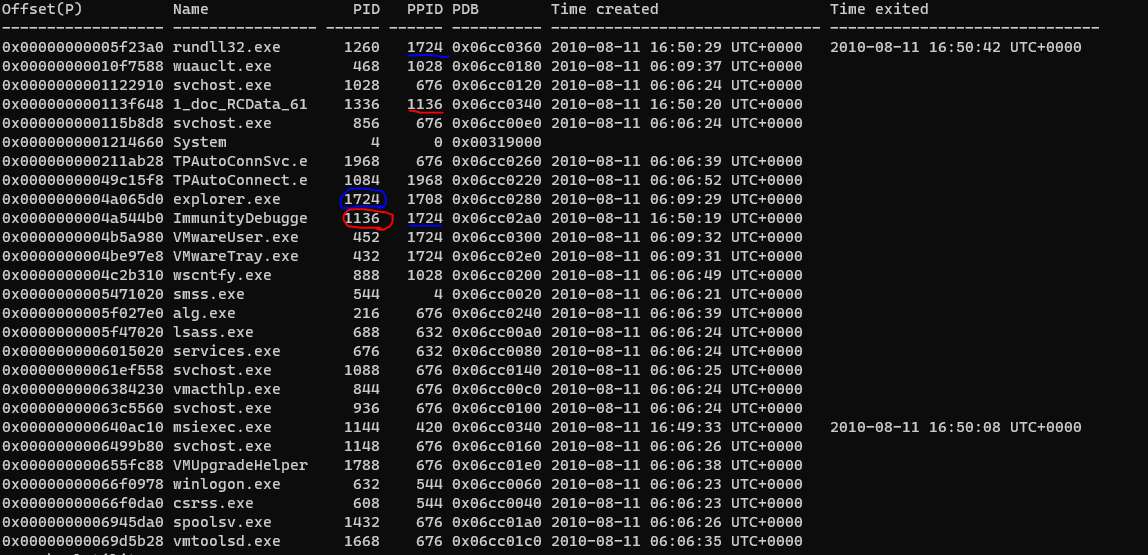 Offset(P)          Name                PID   PPID PDB        Time created                   Time exited
------------------ ---------------- ------ ------ ---------- ------------------------------ ------------------------------
0x00000000005f23a0 rundll32.exe       1260   1724 0x06cc0360 2010-08-11 16:50:29 UTC+0000   2010-08-11 16:50:42 UTC+0000
0x00000000010f7588 wuauclt.exe         468   1028 0x06cc0180 2010-08-11 06:09:37 UTC+0000
0x0000000001122910 svchost.exe        1028    676 0x06cc0120 2010-08-11 06:06:24 UTC+0000
0x000000000113f648 1_doc_RCData_61    1336   1136 0x06cc0340 2010-08-11 16:50:20 UTC+0000
0x000000000115b8d8 svchost.exe         856    676 0x06cc00e0 2010-08-11 06:06:24 UTC+0000
0x0000000001214660 System                4      0 0x00319000
0x000000000211ab28 TPAutoConnSvc.e    1968    676 0x06cc0260 2010-08-11 06:06:39 UTC+0000
0x00000000049c15f8 TPAutoConnect.e    1084   1968 0x06cc0220 2010-08-11 06:06:52 UTC+0000
0x0000000004a065d0 explorer.exe       1724   1708 0x06cc0280 2010-08-11 06:09:29 UTC+0000
0x0000000004a544b0 ImmunityDebugge    1136   1724 0x06cc02a0 2010-08-11 16:50:19 UTC+0000
0x0000000004b5a980 VMwareUser.exe      452   1724 0x06cc0300 2010-08-11 06:09:32 UTC+0000
0x0000000004be97e8 VMwareTray.exe      432   1724 0x06cc02e0 2010-08-11 06:09:31 UTC+0000
0x0000000004c2b310 wscntfy.exe         888   1028 0x06cc0200 2010-08-11 06:06:49 UTC+0000
0x0000000005471020 smss.exe            544      4 0x06cc0020 2010-08-11 06:06:21 UTC+0000
0x0000000005f027e0 alg.exe             216    676 0x06cc0240 2010-08-11 06:06:39 UTC+0000
0x0000000005f47020 lsass.exe           688    632 0x06cc00a0 2010-08-11 06:06:24 UTC+0000
0x0000000006015020 services.exe        676    632 0x06cc0080 2010-08-11 06:06:24 UTC+0000
0x00000000061ef558 svchost.exe        1088    676 0x06cc0140 2010-08-11 06:06:25 UTC+0000
0x0000000006384230 vmacthlp.exe        844    676 0x06cc00c0 2010-08-11 06:06:24 UTC+0000
0x00000000063c5560 svchost.exe         936    676 0x06cc0100 2010-08-11 06:06:24 UTC+0000
0x000000000640ac10 msiexec.exe        1144    420 0x06cc0340 2010-08-11 16:49:33 UTC+0000   2010-08-11 16:50:08 UTC+0000
0x0000000006499b80 svchost.exe        1148    676 0x06cc0160 2010-08-11 06:06:26 UTC+0000
0x000000000655fc88 VMUpgradeHelper    1788    676 0x06cc01e0 2010-08-11 06:06:38 UTC+0000
0x00000000066f0978 winlogon.exe        632    544 0x06cc0060 2010-08-11 06:06:23 UTC+0000
0x00000000066f0da0 csrss.exe           608    544 0x06cc0040 2010-08-11 06:06:23 UTC+0000
0x0000000006945da0 spoolsv.exe        1432    676 0x06cc01a0 2010-08-11 06:06:26 UTC+0000
0x00000000069d5b28 vmtoolsd.exe       1668    676 0x06cc01c0 2010-08-11 06:06:35 UTC+0000